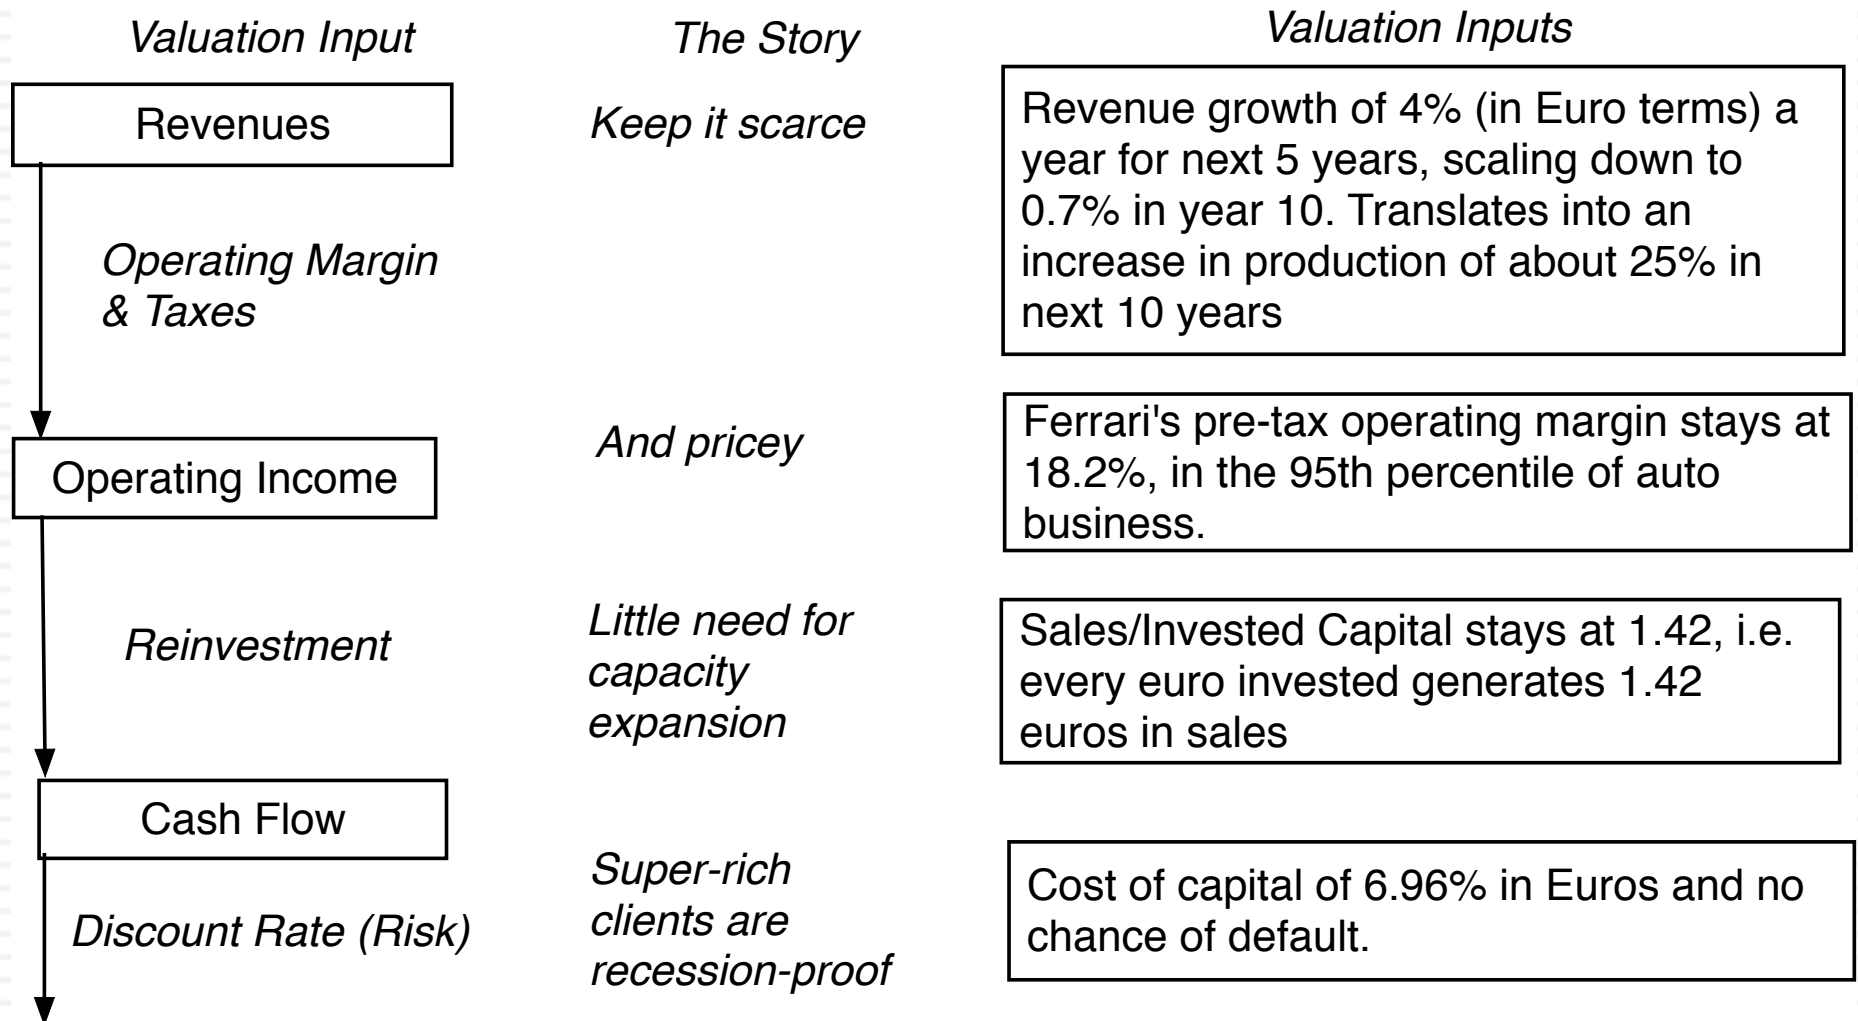 Valuation Input
The Story
Valuation Inputs
Revenues
Keep it scarce
Revenue growth of 4% (in Euro terms) a
year for next 5 years, scaling down to
0.7% in year 10. Translates into an
increase in production of about 25% in
next 10 years
Operating Margin
& Taxes
Operating Income
And pricey
Ferrari's pre-tax operating margin stays at
18.2%, in the 95th percentile of auto
business.
Reinvestment
Little need for
capacity
expansion
Sales/Invested Capital stays at 1.42, i.e.
every euro invested generates 1.42
euros in sales
Cash Flow
Discount Rate (Risk)
Super-rich
clients are
recession-proof
Cost of capital of 6.96% in Euros and no
chance of default.